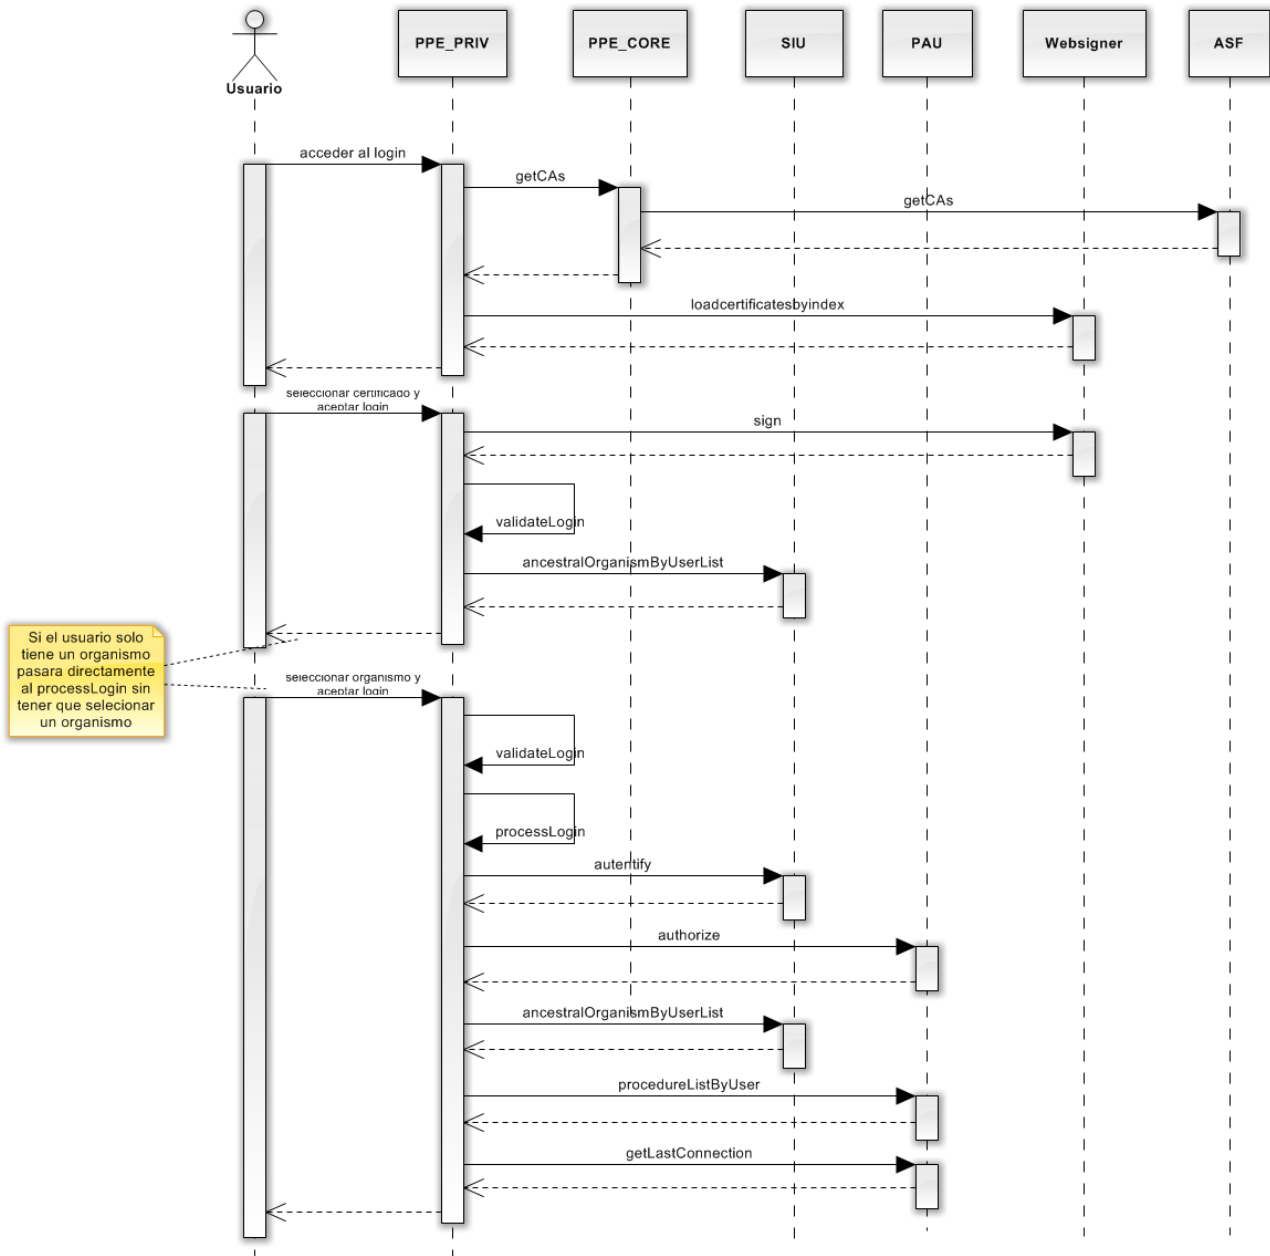 PPE_PRIV
PPE_CORE
SIU
PAU
Websigner
ASF
Usuario
acceder al login
getCAs
getCAs
loadcertificatesbyindex
seleccionar certificado y
aceptar login
sign
validateLogin
ancestralOrganismByUserList
Si el usuario solo
tiene un organismo
pasara directamente
al processLogin sin
tener que selecionar
un organismo
seleccionar organismo y
aceptar login
validateLogin
processLogin
autentify
authorize
ancestralOrganismByUserList
procedureListByUser
getLastConnection